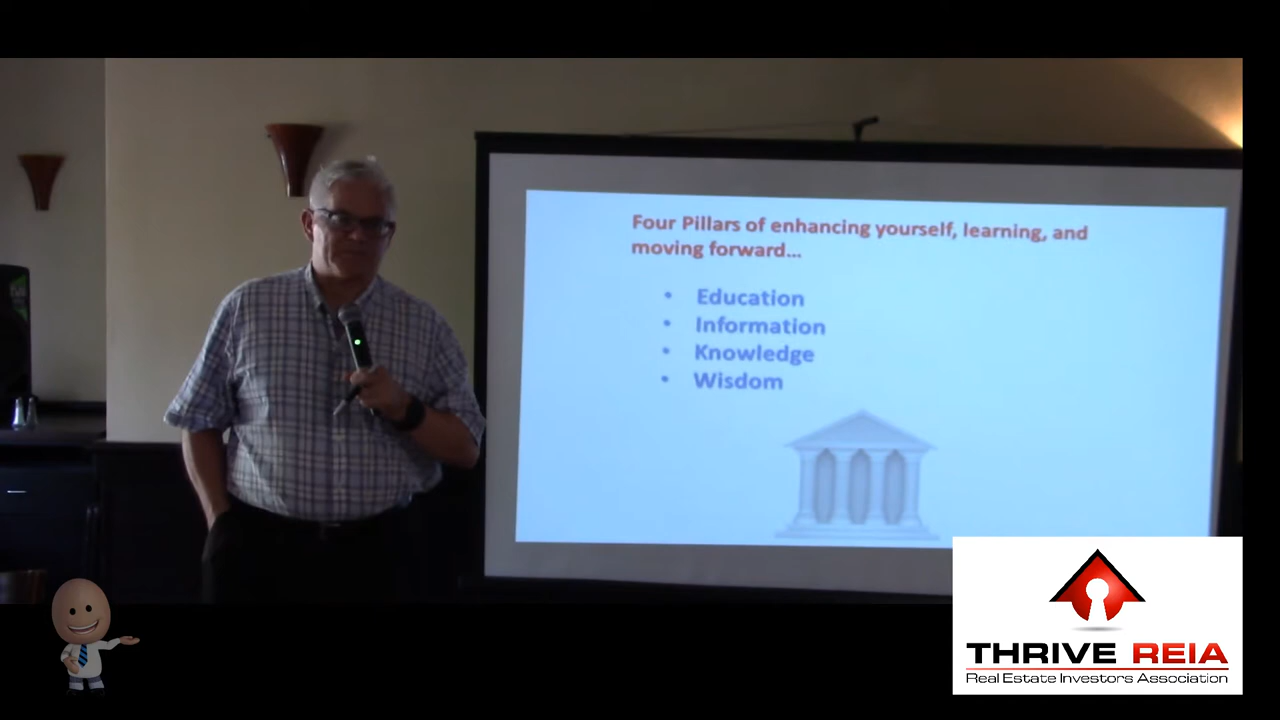 Four Pillars of enhancing yourself, learning, and
moving forward...
• Education
• Information
• Knowledge
• Wisdom
THRIVE REIA
Real Estate Investors Association